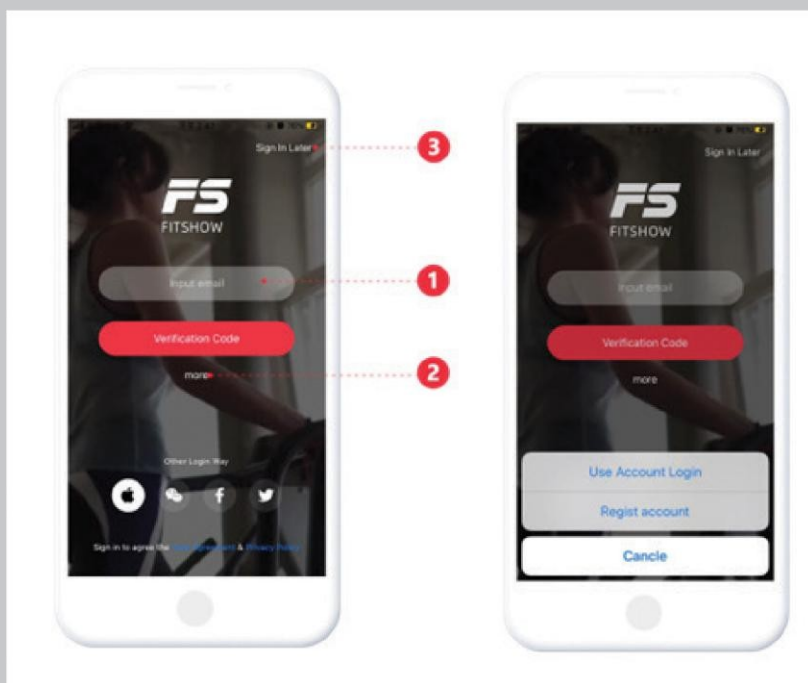 Sign In Later
3
FS
FITSHOW
Input email
1
Verification Code
more
2
Other Login Way
Sign in to agree the & Privacy Policy
Sign In Later
FS
FITSHOW
Input email
Verification Code
more
Use Account Login
Regist account
Cancle